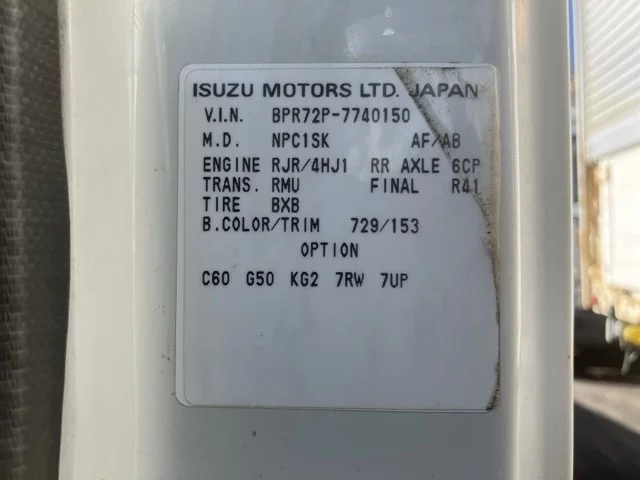 ISUZU MOTORS LTD. JAPAN
V.I.N. BPR72P-7740150
M.D. NPC1SK AF/AB
ENGINE RJR/4HJ1 RR AXLE 6CP
TRANS. RMU FINAL R41
TIRE BXB
B.COLOR/TRIM 729/153
OPTION
C60 G50 KG2 7RW 7UP